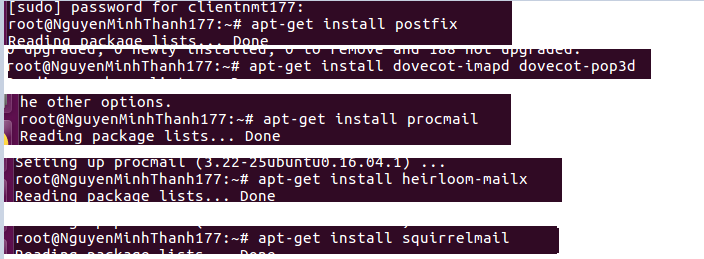 [sudo] password for clientnmt177:
root@NguyenMinhThanh177:~# apt-get install postfix
Reading package lists... Done
0 upgraded, 0 newly installed, 0 to remove and 188 not upgraded.
root@NguyenMinhThanh177:~# apt-get install dovecot-imapd dovecot-pop3d
he other options.
root@NguyenMinhThanh177:~# apt-get install procmail
Reading package lists... Done
Setting up procmail (3.22-25ubuntu0.16.04.1) ...
root@NguyenMinhThanh177:~# apt-get install heirloom-mailx
Reading package lists... Done
root@NguyenMinhThanh177:~# apt-get install squirrelmail
Reading package lists... Done